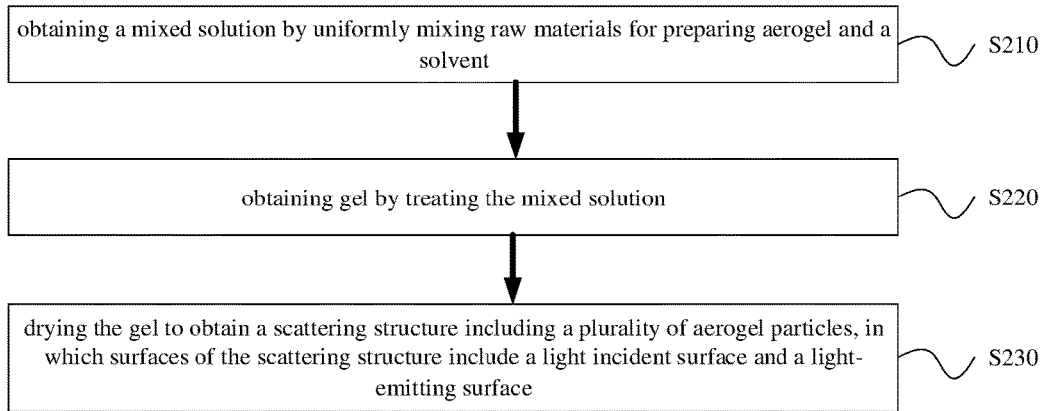 obtaining a mixed solution by uniformly mixing raw materials for preparing aerogel and a
solvent
S210
obtaining gel by treating the mixed solution
S220
drying the gel to obtain a scattering structure including a plurality of aerogel particles, in
which surfaces of the scattering structure include a light incident surface and a light-
emitting surface
S230